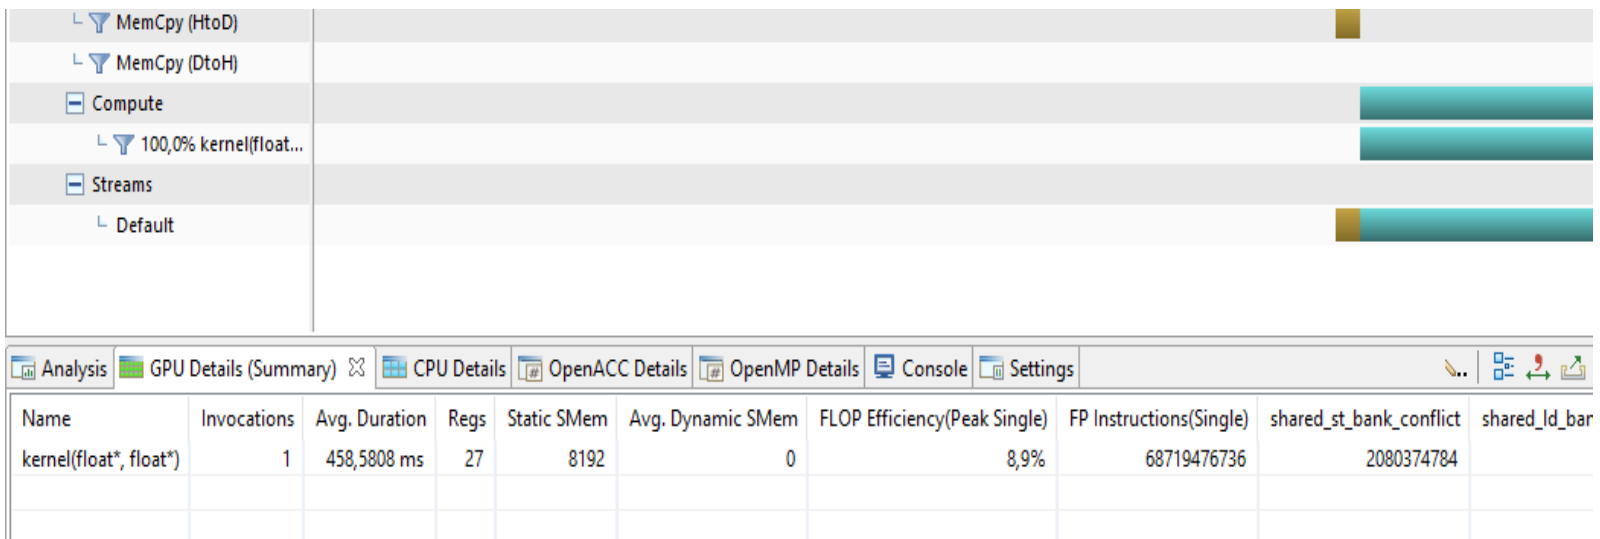 MemCpy (HtoD)
MemCpy (DtoH)
Compute
100,0% kernel(float...
Streams
Default
Analysis GPU Details (Summary) CPU Details OpenACC Details OpenMP Details Console Settings
Name Invocations Avg. Duration Regs Static SMem Avg. Dynamic SMem FLOP Efficiency(Peak Single) FP Instructions(Single) shared_st_bank_conflict shared_ld_ban
kernel(float*, float*) 1 458,5808 ms 27 8192 0 8,9% 68719476736 2080374784